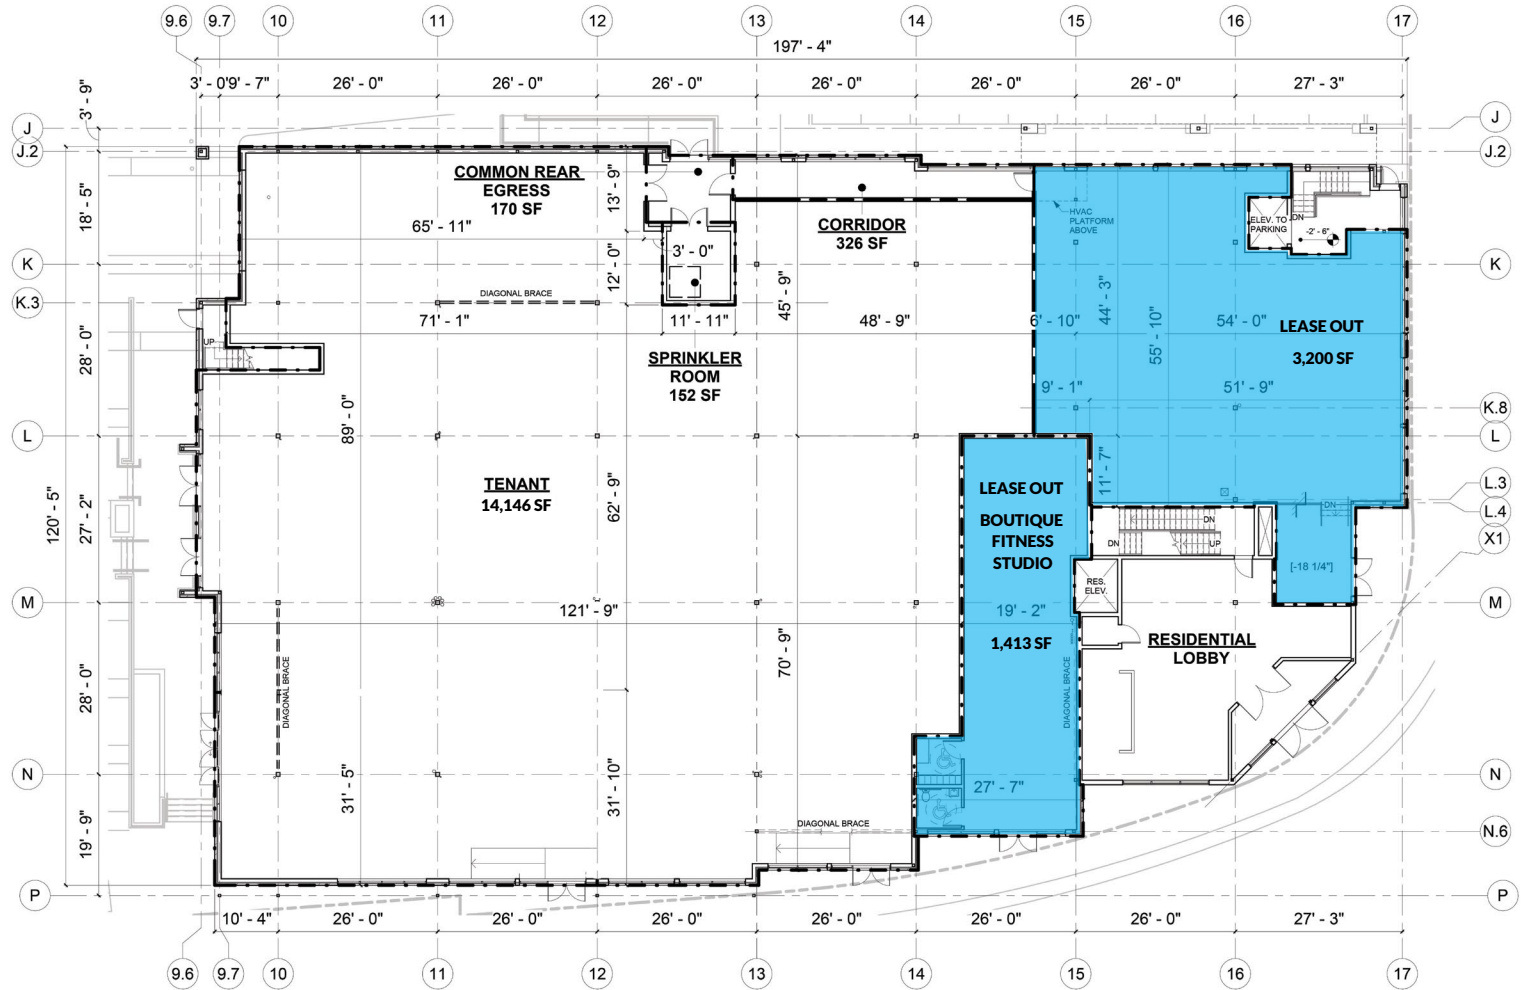 9.6 9.7 10 11 12 13 14 15 16 17
197' - 4"
3' - 0" 9' - 7" 26' - 0" 26' - 0" 26' - 0" 26' - 0" 26' - 0" 26' - 0" 27' - 3"
3' - 9"
J
J
J.2
J.2
COMMON REAR
EGRESS
170 SF
13' - 9"
18' - 5"
65' - 11"
CORRIDOR
326 SF
HVAC
PLATFORM
ABOVE
ELEV. TO
PARKING
DN
-2' - 6"
3' - 0"
K
K
12' - 0"
45' - 9"
44' - 3"
K.3
DIAGONAL BRACE
71' - 1"
11' - 11"
48' - 9"
6' - 10"
55' - 10"
54' - 0"
LEASE OUT
3,200 SF
UP
28' - 0"
SPRINKLER
ROOM
152 SF
9' - 1"
51' - 9"
89' - 0"
K.8
L
L
11' - 7"
TENANT
14,146 SF
62' - 9"
LEASE OUT
BOUTIQUE
FITNESS
STUDIO
L.3
L.4
DN
DN
DN
UP
X1
120' - 5"
27' - 2"
[-18 1/4"]
RES.
ELEV.
M
M
121' - 9"
19' - 2"
1,413 SF
RESIDENTIAL
LOBBY
70' - 9"
28' - 0"
DIAGONAL BRACE
DIAGONAL BRACE
N
N
31' - 5"
31' - 10"
27' - 7"
DIAGONAL BRACE
N.6
19' - 9"
P
P
10' - 4" 26' - 0" 26' - 0" 26' - 0" 26' - 0" 26' - 0" 26' - 0" 27' - 3"
9.6 9.7 10 11 12 13 14 15 16 17